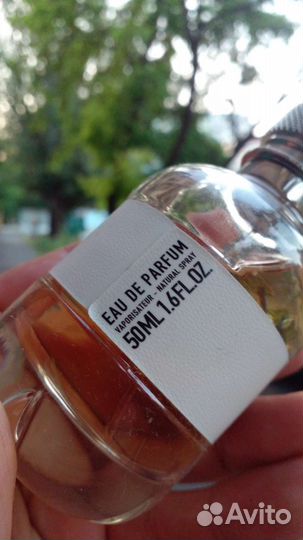 EAU DE PARFUM
VAPORISATEUR - NATURAL SPRAY
50ML 1.6FL.OZ.
Avito